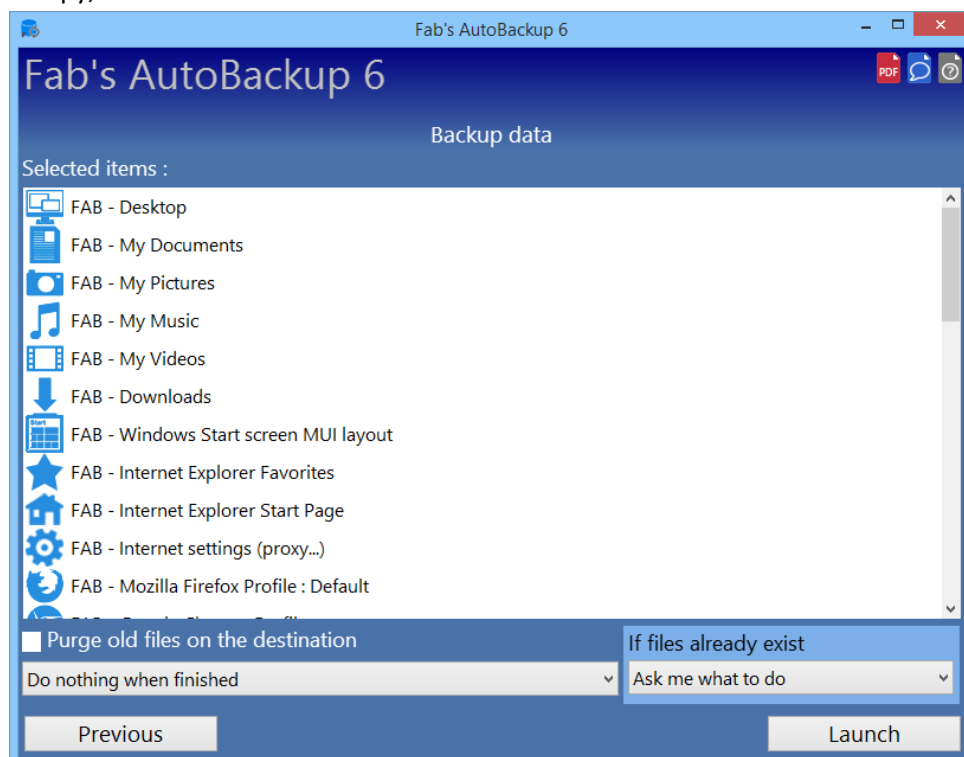 Fab's AutoBackup 6
Fab's AutoBackup 6
PDF
?
Backup data
Selected items :
FAB - Desktop
FAB - My Documents
FAB - My Pictures
FAB - My Music
FAB - My Videos
FAB - Downloads
Start
FAB - Windows Start screen MUI layout
FAB - Internet Explorer Favorites
FAB - Internet Explorer Start Page
FAB - Internet settings (proxy...)
FAB - Mozilla Firefox Profile : Default
Purge old files on the destination
If files already exist
Do nothing when finished
Ask me what to do
Previous
Launch